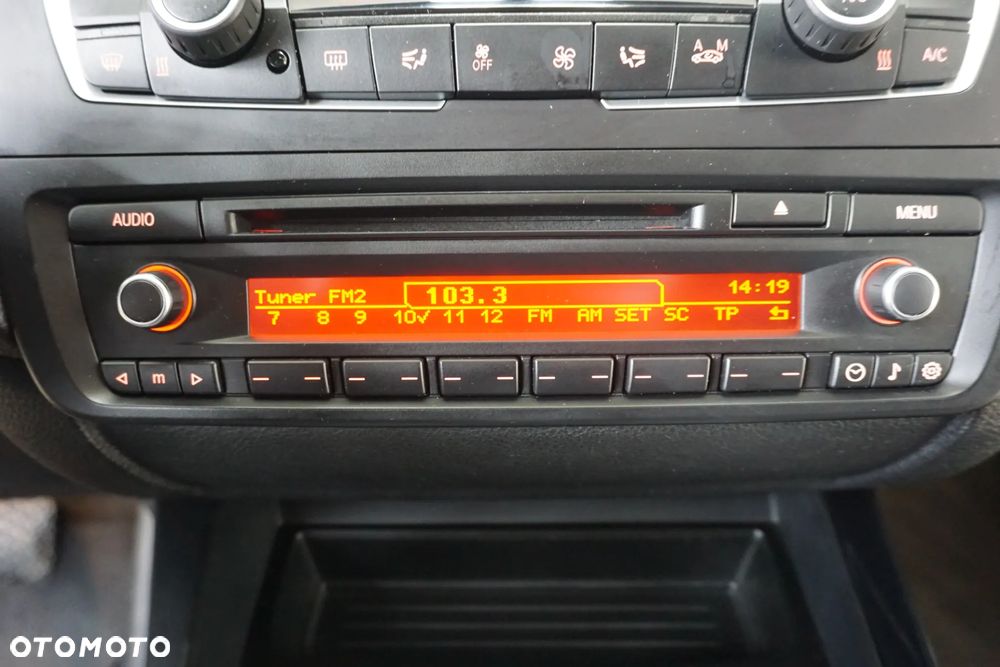 OFF
A M
A/C
A/C
AUDIO
MENU
Tuner FM2 103.3 14:19
7 8 9 10✓ 11 12 FM AM SET SC TP
m
OTOMOTO